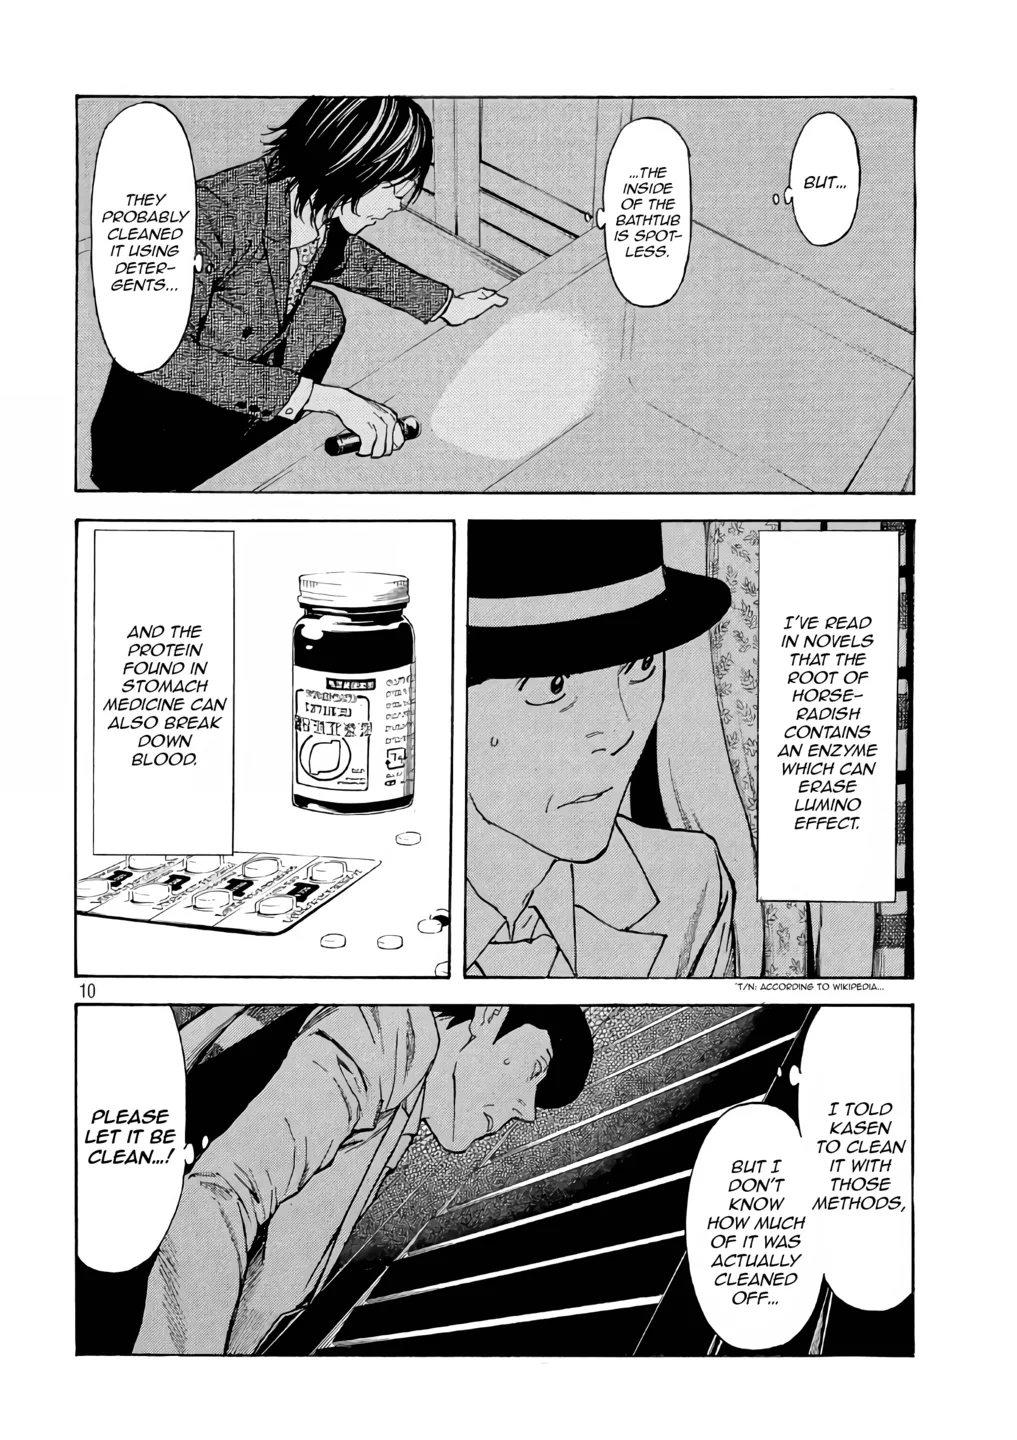 BUT...
...THE
INSIDE
OF THE
BATHTUB
IS SPOT-
LESS.
THEY
PROBABLY
CLEANED
IT USING
DETER-
GENTS...
I'VE READ
IN NOVELS
THAT THE
ROOT OF
HORSE-
RADISH
CONTAINS
AN ENZYME
WHICH CAN
ERASE
LUMINO
EFFECT.
*T/N: ACCORDING TO WIKIPEDIA...
AND THE
PROTEIN
FOUND IN
STOMACH
MEDICINE CAN
ALSO BREAK
DOWN
BLOOD.
10
I TOLD
KASEN
TO CLEAN
IT WITH
THOSE
METHODS,
BUT I
DON'T
KNOW
HOW MUCH
OF IT WAS
ACTUALLY
CLEANED
OFF...
PLEASE
LET IT BE
CLEAN...!